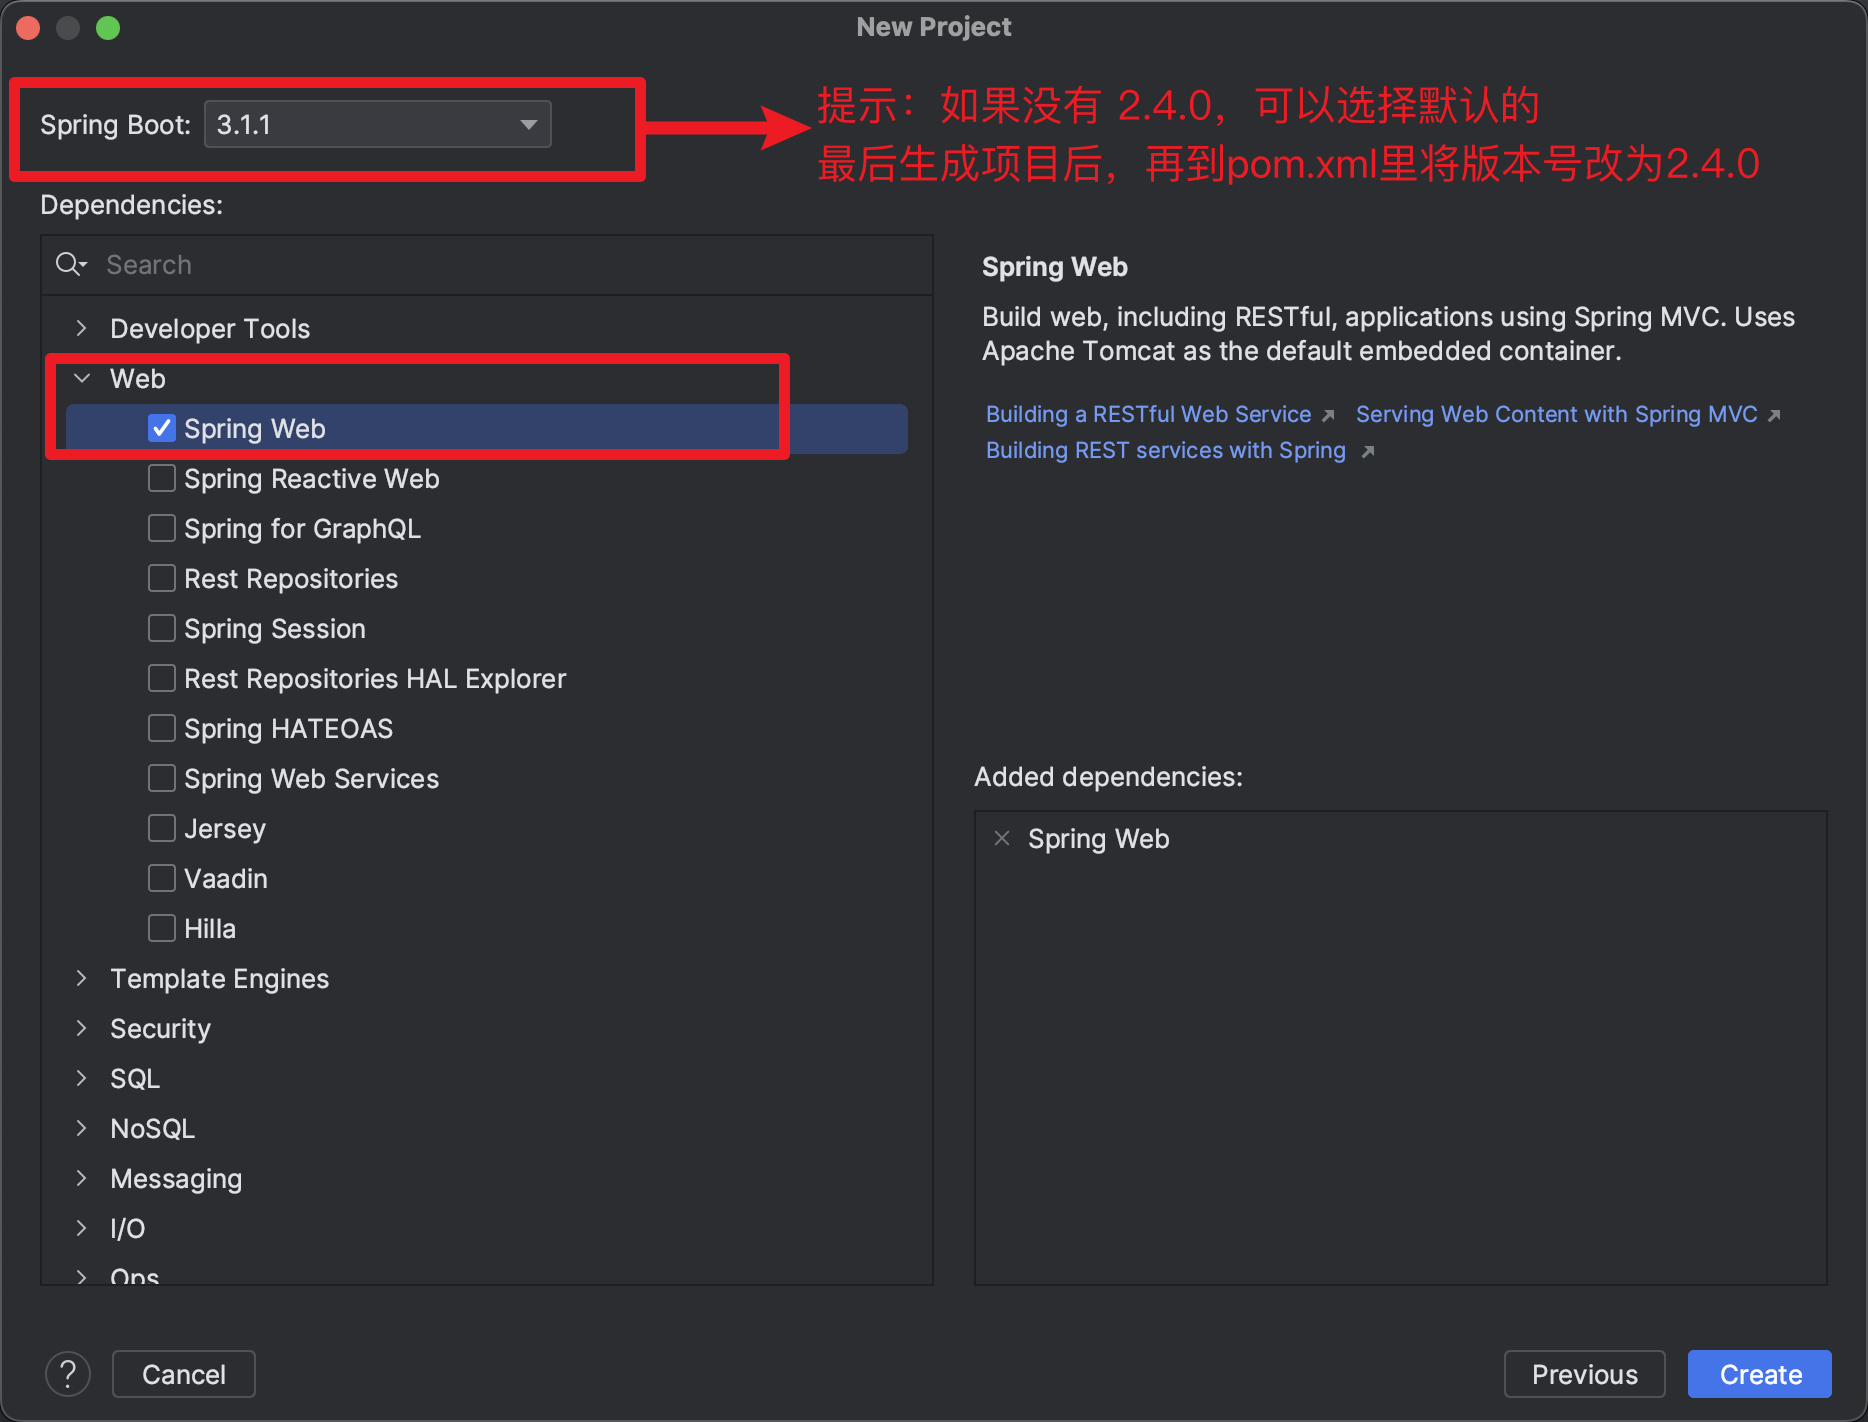 New Project
Spring Boot: 3.1.1
提示：如果没有 2.4.0，可以选择默认的
最后生成项目后，再到pom.xml里将版本号改为2.4.0
Dependencies:
Search
Developer Tools
Web
Spring Web
Spring Reactive Web
Spring for GraphQL
Rest Repositories
Spring Session
Rest Repositories HAL Explorer
Spring HATEOAS
Spring Web Services
Jersey
Vaadin
Hilla
Template Engines
Security
SQL
NoSQL
Messaging
I/O
Ops
Spring Web
Build web, including RESTful, applications using Spring MVC. Uses
Apache Tomcat as the default embedded container.
Building a RESTful Web Service Serving Web Content with Spring MVC
Building REST services with Spring
Added dependencies:
Spring Web
? Cancel Previous Create